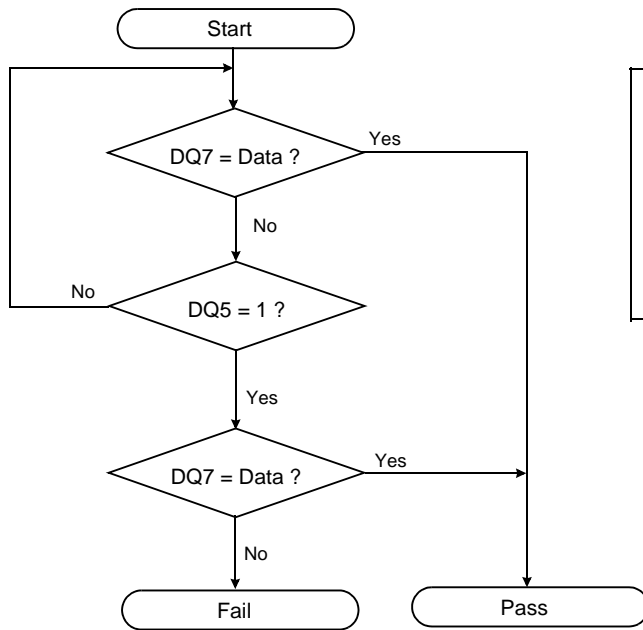 Start
DQ7 = Data ?
Yes
No
DQ5 = 1 ?
No
Yes
DQ7 = Data ?
Yes
No
Fail
Pass